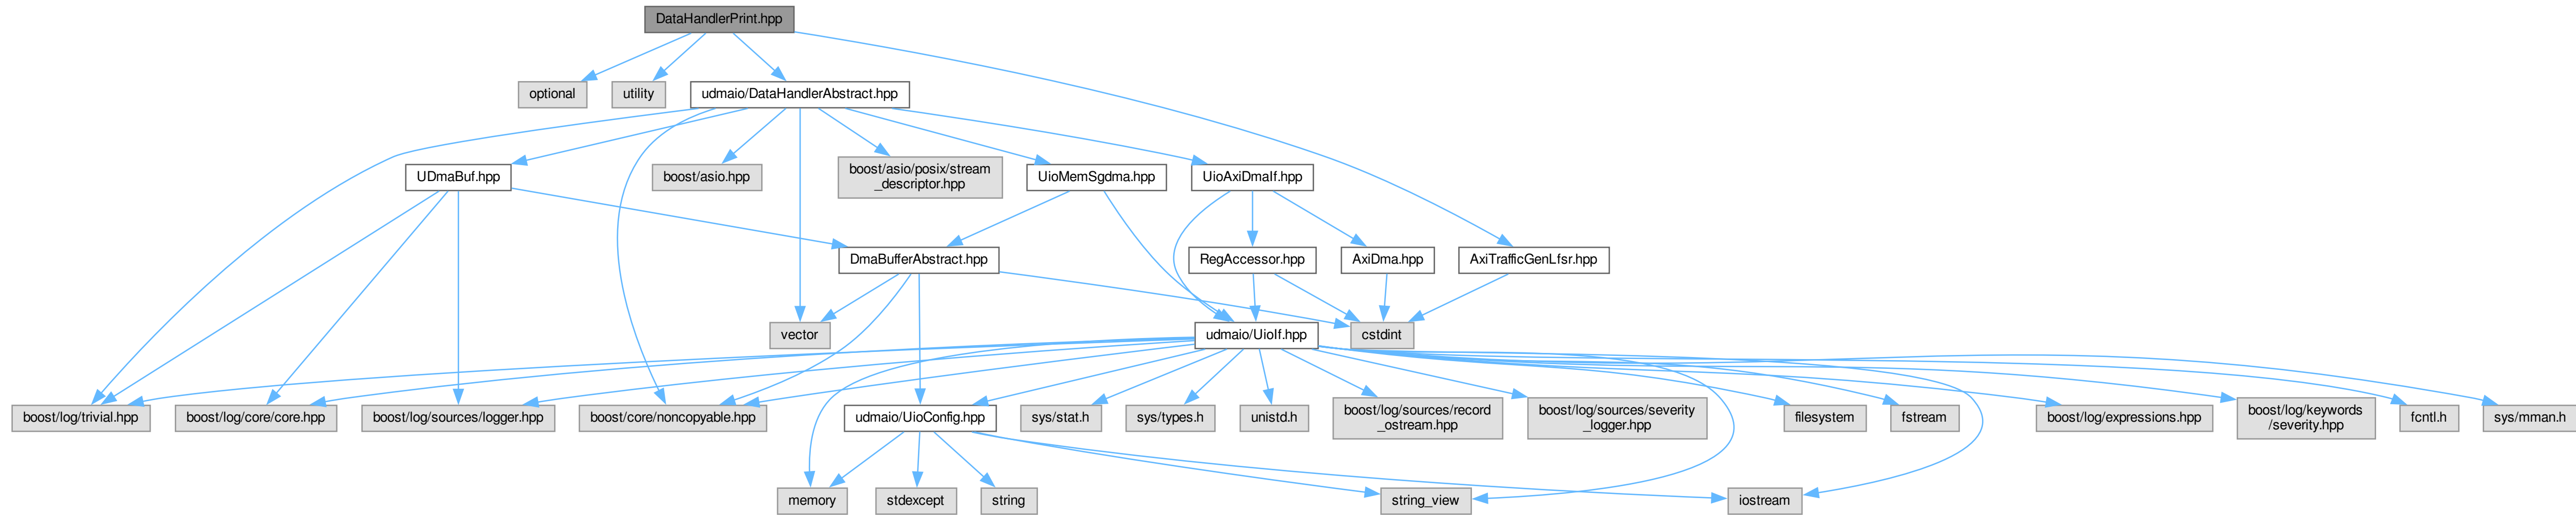 DataHandlerPrint.hpp
optional
utility
udmaio/DataHandlerAbstract.hpp
UDmaBuf.hpp
boost/asio.hpp
boost/asio/posix/stream
_descriptor.hpp
UioMemSgdma.hpp
UioAxiDmaIf.hpp
DmaBufferAbstract.hpp
RegAccessor.hpp
AxiDma.hpp
AxiTrafficGenLfsr.hpp
vector
udmaio/UioIf.hpp
cstdint
boost/log/trivial.hpp
boost/log/core/core.hpp
boost/log/sources/logger.hpp
boost/core/noncopyable.hpp
udmaio/UioConfig.hpp
sys/stat.h
sys/types.h
unistd.h
boost/log/sources/record
_ostream.hpp
boost/log/sources/severity
_logger.hpp
filesystem
fstream
boost/log/expressions.hpp
boost/log/keywords
/severity.hpp
fcntl.h
sys/mman.h
memory
stdexcept
string
string_view
iostream